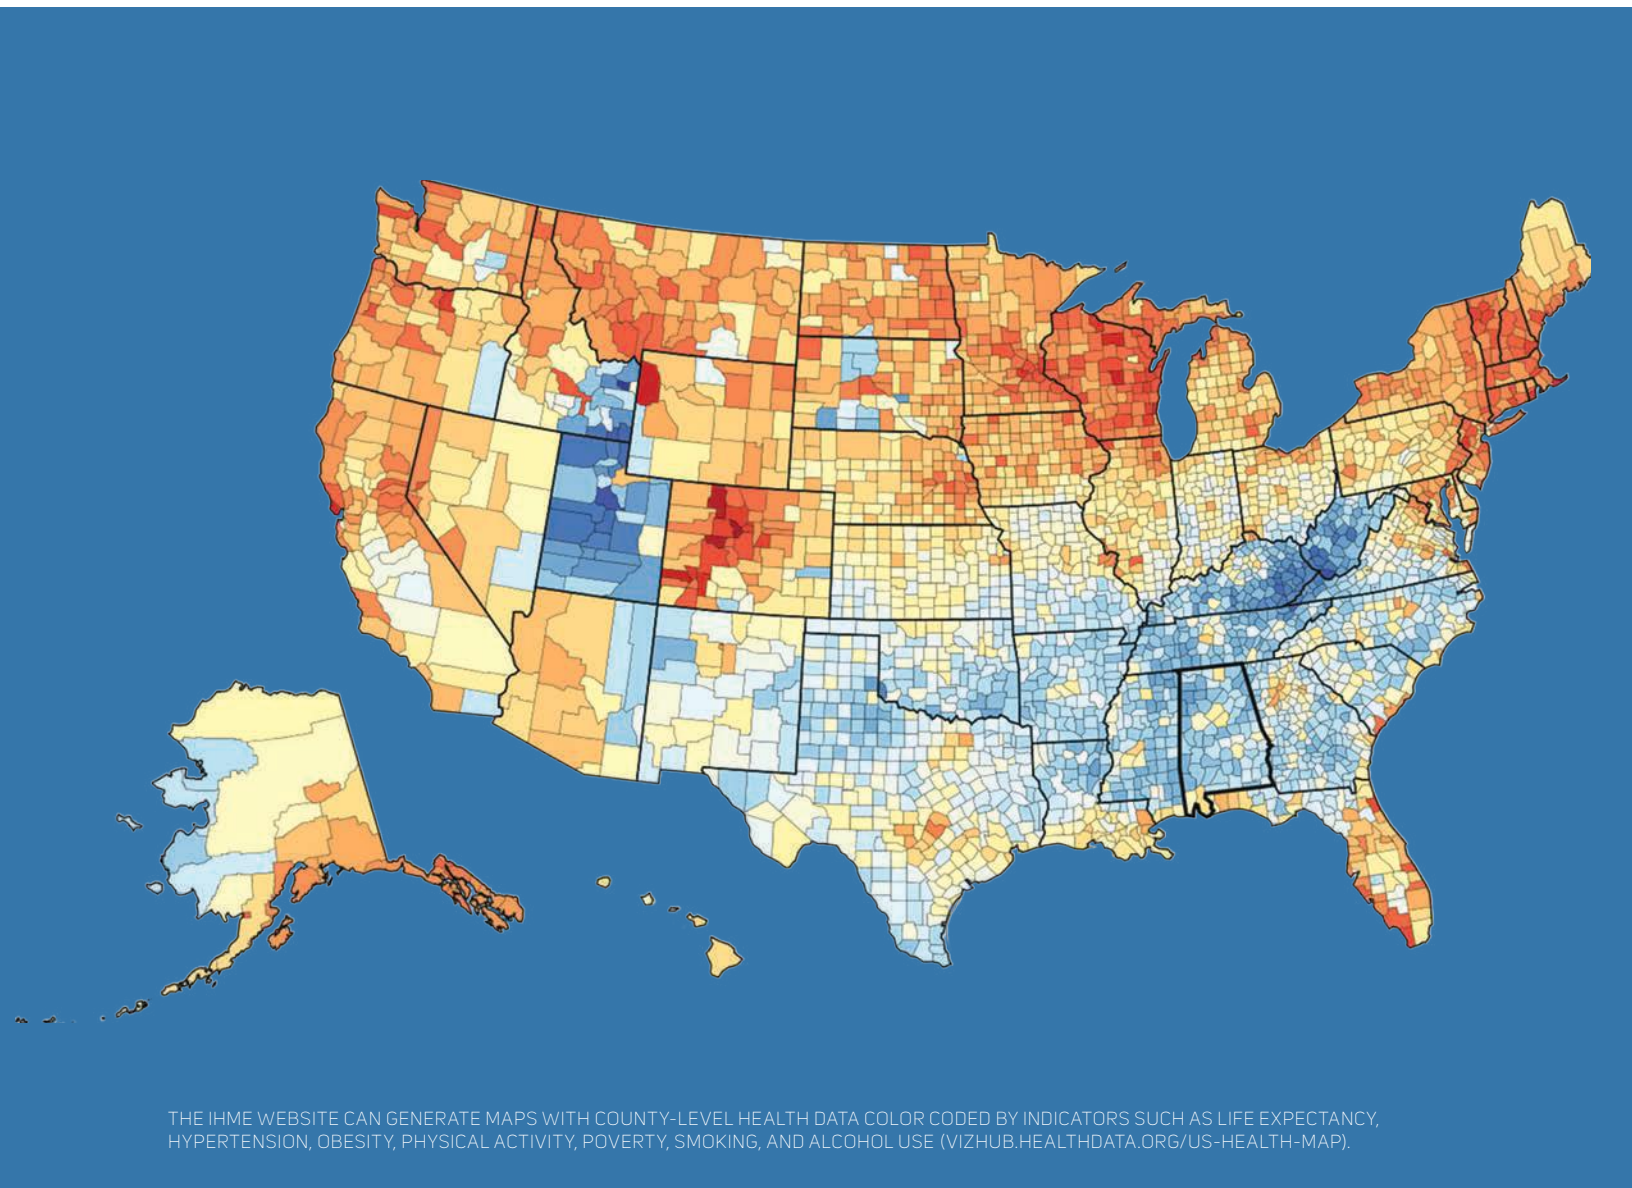 THE IHME WEBSITE CAN GENERATE MAPS WITH COUNTY-LEVEL HEALTH DATA COLOR CODED BY INDICATORS SUCH AS LIFE EXPECTANCY,
HYPERTENSION, OBESITY, PHYSICAL ACTIVITY, POVERTY, SMOKING, AND ALCOHOL USE (VIZHUB.HEALTHDATA.ORG/US-HEALTH-MAP).